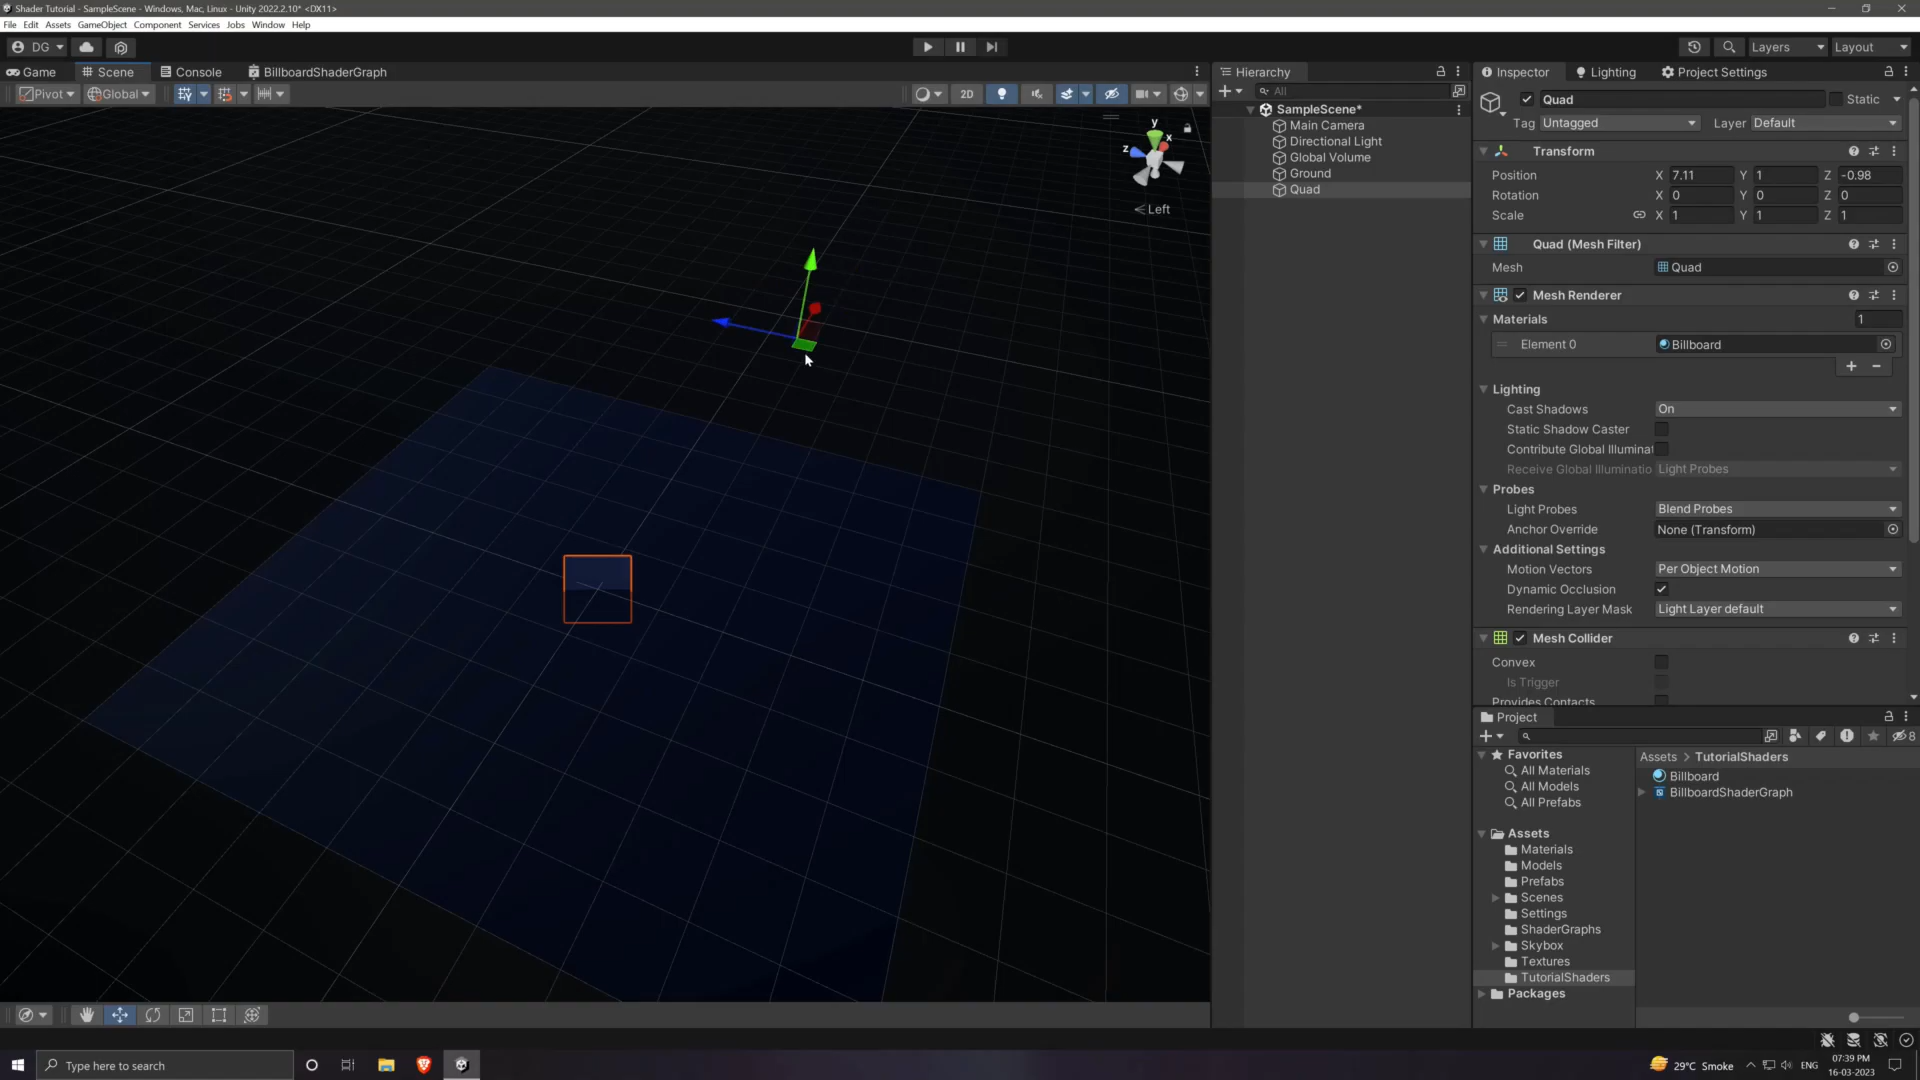 Shader Tutorial - SampleScene - Windows, Mac, Linux - Unity 2022.2.10* <DX11>
File Edit Assets GameObject Component Services Jobs Window Help
DG Layers Layout
Game Scene Console BillboardShaderGraph
Pivot Global 2D
y
x
z
Left
Hierarchy
All
SampleScene*
Main Camera
Directional Light
Global Volume
Ground
Quad
Inspector Lighting Project Settings
Quad Static
Tag Untagged Layer Default
Transform
Position X 7.11 Y 1 Z -0.98
Rotation X 0 Y 0 Z 0
Scale X 1 Y 1 Z 1
Quad (Mesh Filter)
Mesh Quad
Mesh Renderer
Materials 1
Element 0 Billboard
Lighting
Cast Shadows On
Static Shadow Caster
Contribute Global Illuminat
Receive Global Illuminatio Light Probes
Probes
Light Probes Blend Probes
Anchor Override None (Transform)
Additional Settings
Motion Vectors Per Object Motion
Dynamic Occlusion
Rendering Layer Mask Light Layer default
Mesh Collider
Convex
Is Trigger
Provides Contacts
Project
8
Favorites
All Materials
All Models
All Prefabs
Assets
Materials
Models
Prefabs
Scenes
Settings
ShaderGraphs
Skybox
Textures
TutorialShaders
Packages
Assets > TutorialShaders
Billboard
BillboardShaderGraph
Type here to search
29°C Smoke ENG 07:39 PM
16-03-2023